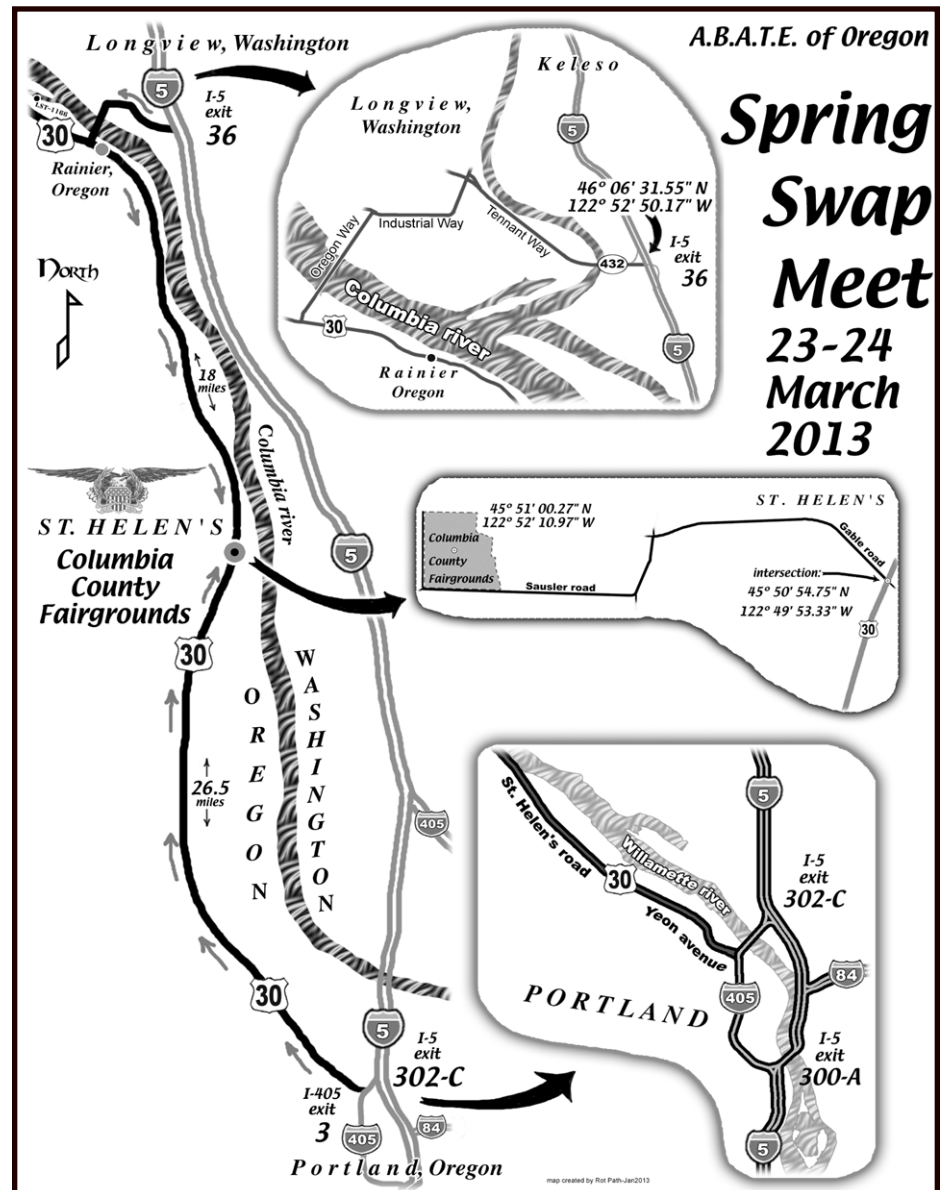 A.B.A.T.E. of Oregon
Spring
Swap
Meet
23-24
March
2013
Longview, Washington
5
I-5
exit
36
LST-1166
30
Rainier,
Oregon
North
18
miles
Columbia river
ST. HELEN'S
Columbia
County
Fairgrounds
5
30
OREGON
WASHINGTON
26.5
miles
405
30
5
I-5
exit
302-C
I-405
exit
3
405
84
Portland, Oregon
Keleso
Longview,
Washington
5
46° 06' 31.55" N
122° 52' 50.17" W
Oregon Way
Industrial Way
Tennant Way
432
I-5
exit
36
Columbia river
30
5
Rainier
Oregon
ST. HELEN'S
45° 51' 00.27" N
122° 52' 10.97" W
Columbia
County
Fairgrounds
Sausler road
Gable road
intersection:
45° 50' 54.75" N
122° 49' 53.33" W
30
5
St. Helen's road
Willamette river
30
I-5
exit
302-C
Yeon avenue
84
405
PORTLAND
I-5
exit
300-A
5
map created by Rot Path-Jan2013